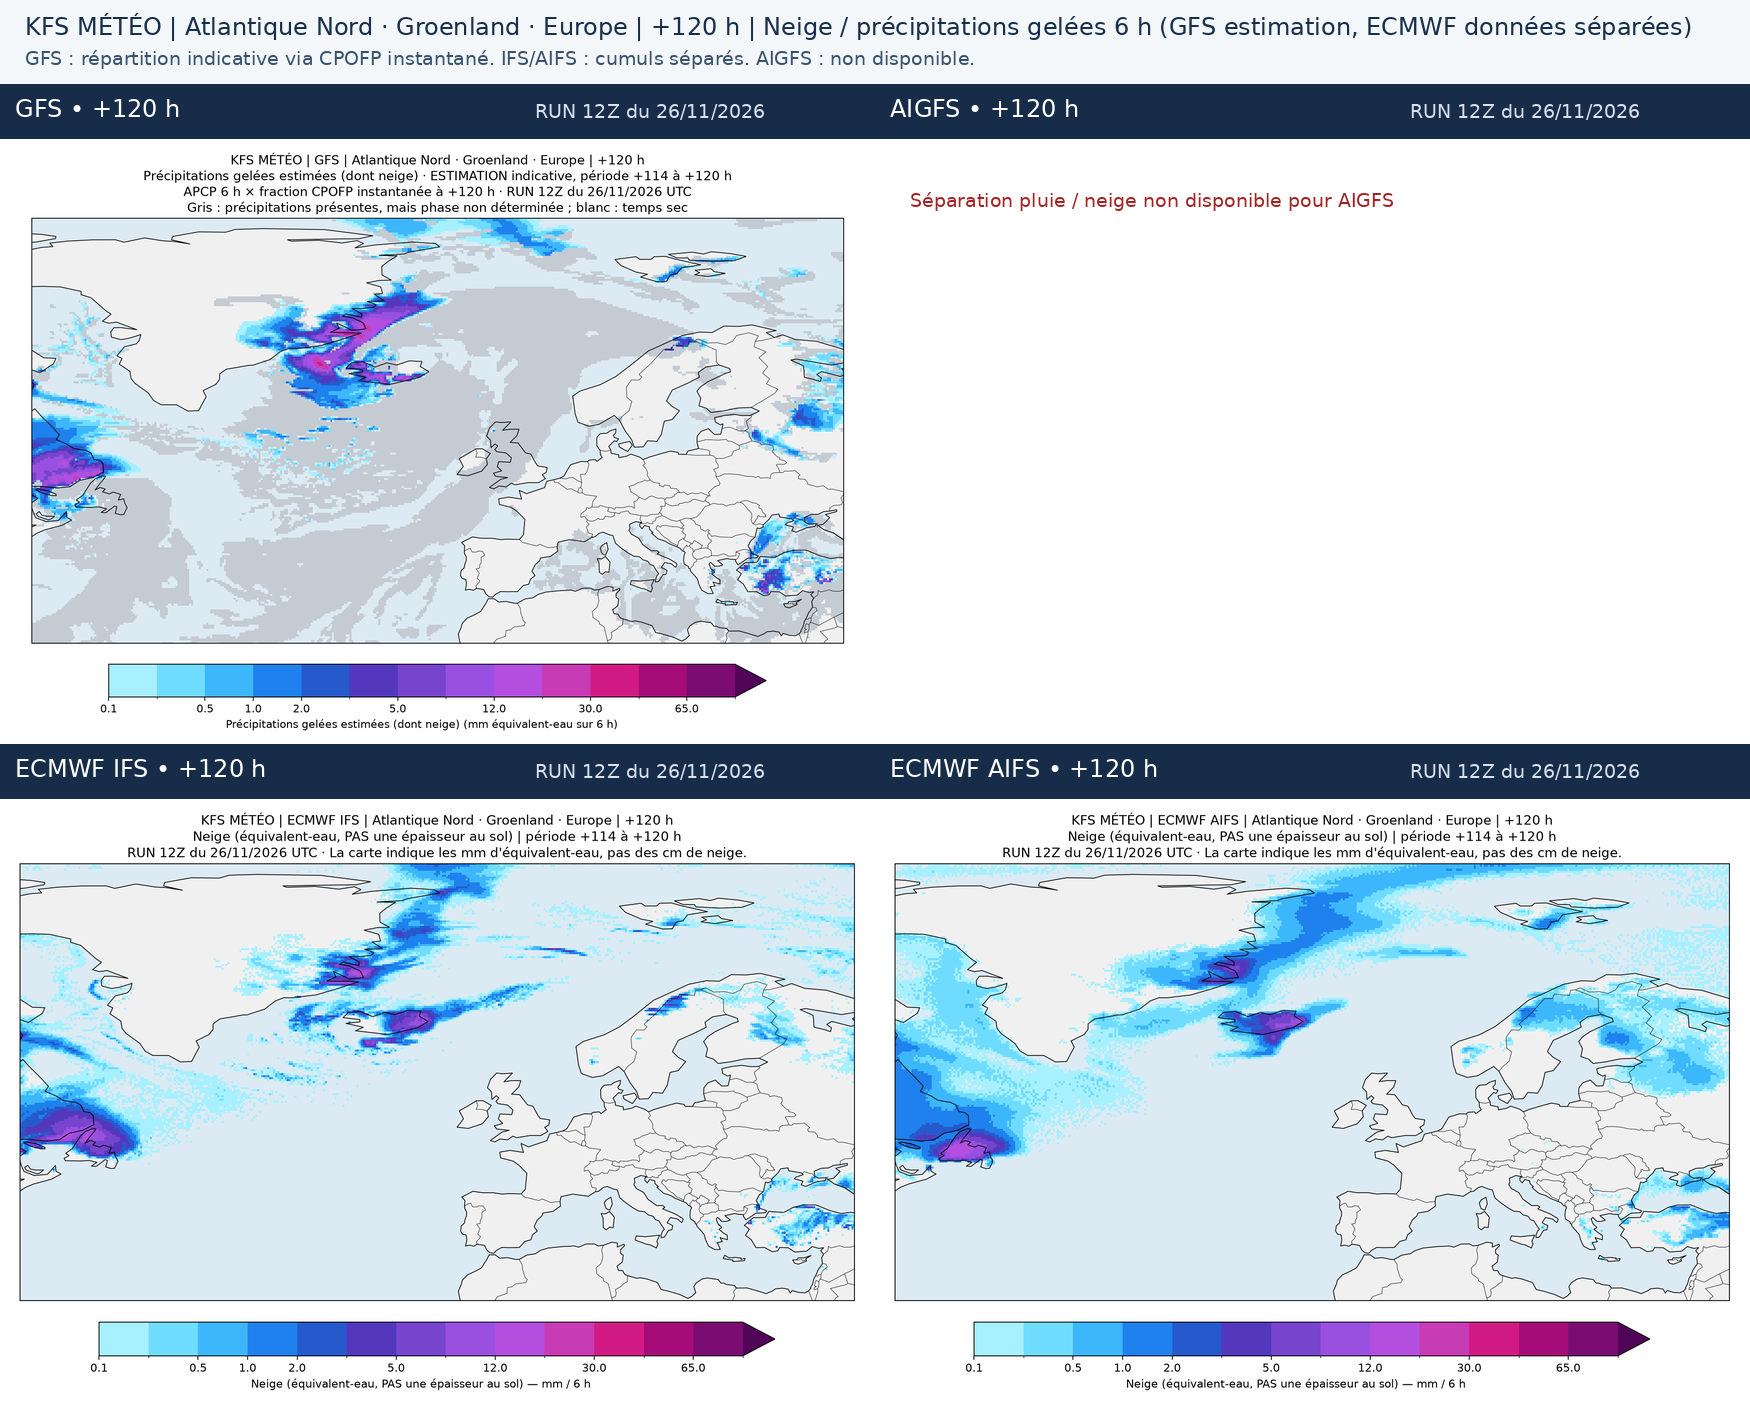 KFS MÉTÉO | Atlantique Nord · Groenland · Europe | +120 h | Neige / précipitations gelées 6 h (GFS estimation, ECMWF données séparées)
GFS : répartition indicative via CPOFP instantané. IFS/AIFS : cumuls séparés. AIGFS : non disponible.
GFS • +120 h
RUN 12Z du 26/11/2026
AIGFS • +120 h
RUN 12Z du 26/11/2026
KFS MÉTÉO | GFS | Atlantique Nord · Groenland · Europe | +120 h
Précipitations gelées estimées (dont neige) · ESTIMATION indicative, période +114 à +120 h
APCP 6 h × fraction CPOFP instantanée à +120 h · RUN 12Z du 26/11/2026 UTC
Gris : précipitations présentes, mais phase non déterminée ; blanc : temps sec
Séparation pluie / neige non disponible pour AIGFS
0.1 0.5 1.0 2.0 5.0 12.0 30.0 65.0
Précipitations gelées estimées (dont neige) (mm équivalent-eau sur 6 h)
ECMWF IFS • +120 h
RUN 12Z du 26/11/2026
ECMWF AIFS • +120 h
RUN 12Z du 26/11/2026
KFS MÉTÉO | ECMWF IFS | Atlantique Nord · Groenland · Europe | +120 h
Neige (équivalent-eau, PAS une épaisseur au sol) | période +114 à +120 h
RUN 12Z du 26/11/2026 UTC · La carte indique les mm d'équivalent-eau, pas des cm de neige.
KFS MÉTÉO | ECMWF AIFS | Atlantique Nord · Groenland · Europe | +120 h
Neige (équivalent-eau, PAS une épaisseur au sol) | période +114 à +120 h
RUN 12Z du 26/11/2026 UTC · La carte indique les mm d'équivalent-eau, pas des cm de neige.
0.1 0.5 1.0 2.0 5.0 12.0 30.0 65.0
Neige (équivalent-eau, PAS une épaisseur au sol) — mm / 6 h
0.1 0.5 1.0 2.0 5.0 12.0 30.0 65.0
Neige (équivalent-eau, PAS une épaisseur au sol) — mm / 6 h